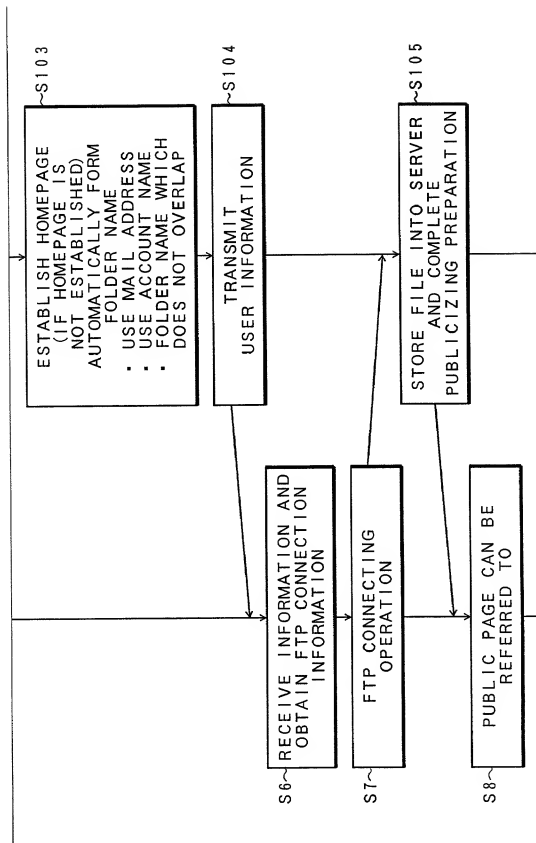 ESTABLISH HOMEPAGE
(IF HOMEPAGE IS
NOT ESTABLISHED)
AUTOMATICALLY FORM
FOLDER NAME
・USE MAIL ADDRESS
・USE ACCOUNT NAME
・FOLDER NAME WHICH
DOES NOT OVERLAP
~S103
TRANSMIT
USER INFORMATION
~S104
S6~
RECEIVE INFORMATION AND
OBTAIN FTP CONNECTION
INFORMATION
S7~
FTP CONNECTING
OPERATION
STORE FILE INTO SERVER
AND COMPLETE
PUBLICIZING PREPARATION
~S105
S8~
PUBLIC PAGE CAN BE
REFERRED TO